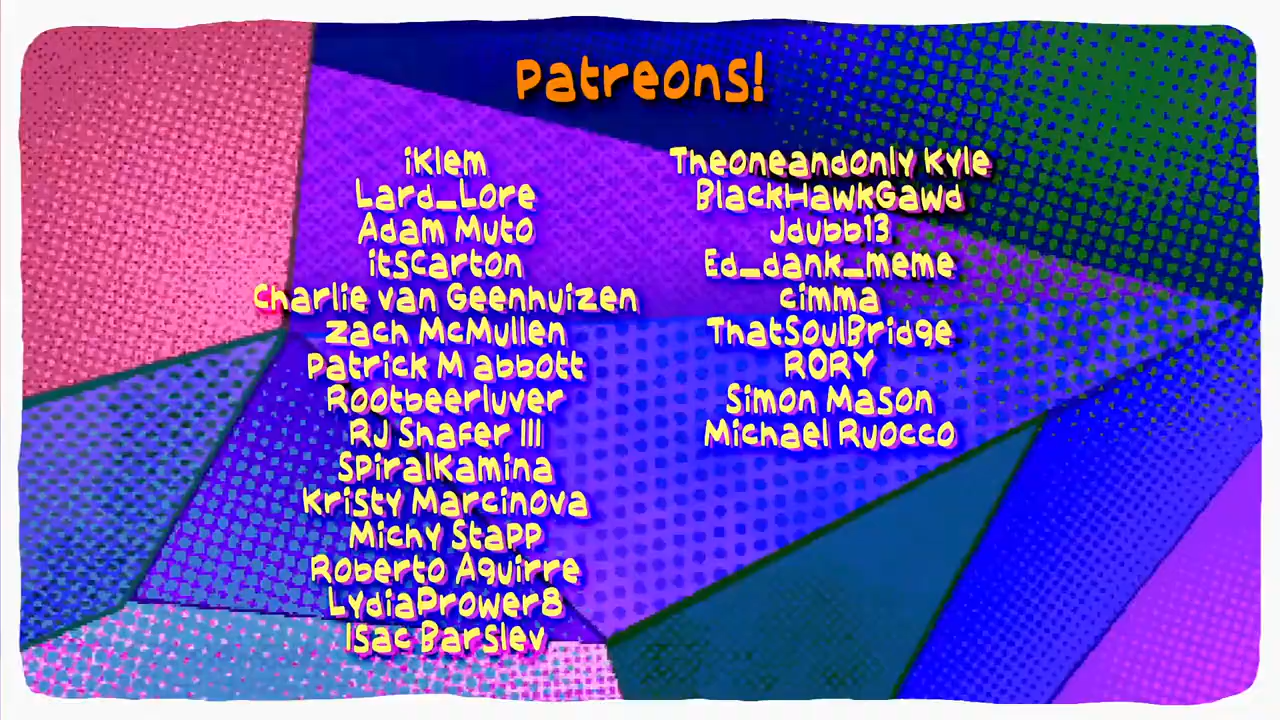 Patreons!
iKlem
Lard_Lore
Adam Muto
itsCarton
Charlie van Geenhuizen
Zach McMullen
Patrick M abbott
Rootbeerluver
RJ Shafer III
SpiralKamina
Kristy Marcinova
Michy Stapp
Roberto Aguirre
LydiaPrower8
Isac Barslev
Theoneandonly Kyle
BlackHawkGawd
Jdubb13
Ed_dank_meme
cimma
ThatSoulBridge
RORY
Simon Mason
Michael Ruocco